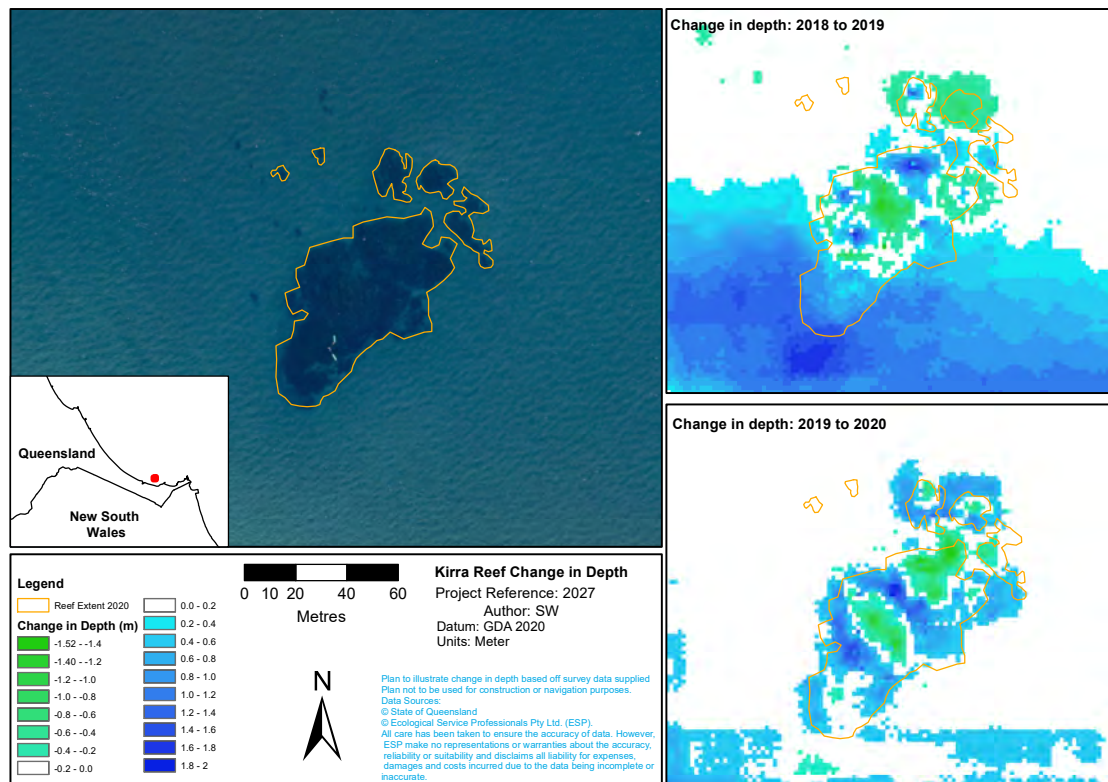 Change in depth: 2018 to 2019
Queensland
New South
Wales
Change in depth: 2019 to 2020
Legend
Reef Extent 2020
Change in Depth (m)
-1.52 - -1.4
-1.40 - -1.2
-1.2 - -1.0
-1.0 - -0.8
-0.8 - -0.6
-0.6 - -0.4
-0.4 - -0.2
-0.2 - 0.0
0.0 - 0.2
0.2 - 0.4
0.4 - 0.6
0.6 - 0.8
0.8 - 1.0
1.0 - 1.2
1.2 - 1.4
1.4 - 1.6
1.6 - 1.8
1.8 - 2
0 10 20 40 60
Metres
N
Kirra Reef Change in Depth
Project Reference: 2027
Author: SW
Datum: GDA 2020
Units: Meter
Plan to illustrate change in depth based off survey data supplied
Plan not to be used for construction or navigation purposes.
Data Sources:
© State of Queensland
© Ecological Service Professionals Pty Ltd. (ESP).
All care has been taken to ensure the accuracy of data. However,
ESP make no representations or warranties about the accuracy,
reliability or suitability and disclaims all liability for expenses,
damages and costs incurred due to the data being incomplete or
inaccurate.